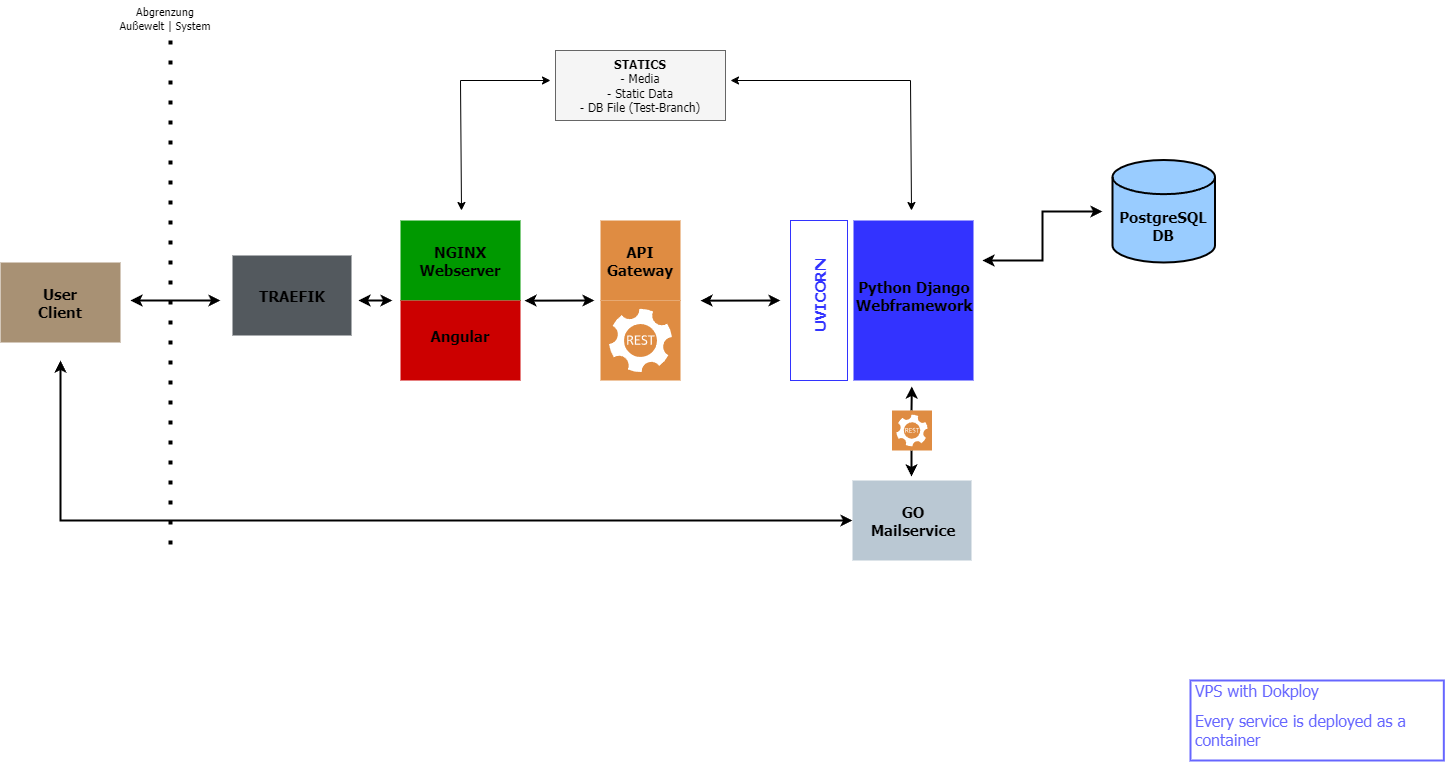 Abgrenzung
Außewelt | System
STATICS
- Media
- Static Data
- DB File (Test-Branch)
PostgreSQL
DB
NGINX
Webserver
API
Gateway
User
Client
TRAEFIK
Angular
REST
UVICORN
Python Django
Webframework
REST
GO
Mailservice
VPS with Dokploy
Every service is deployed as a
container